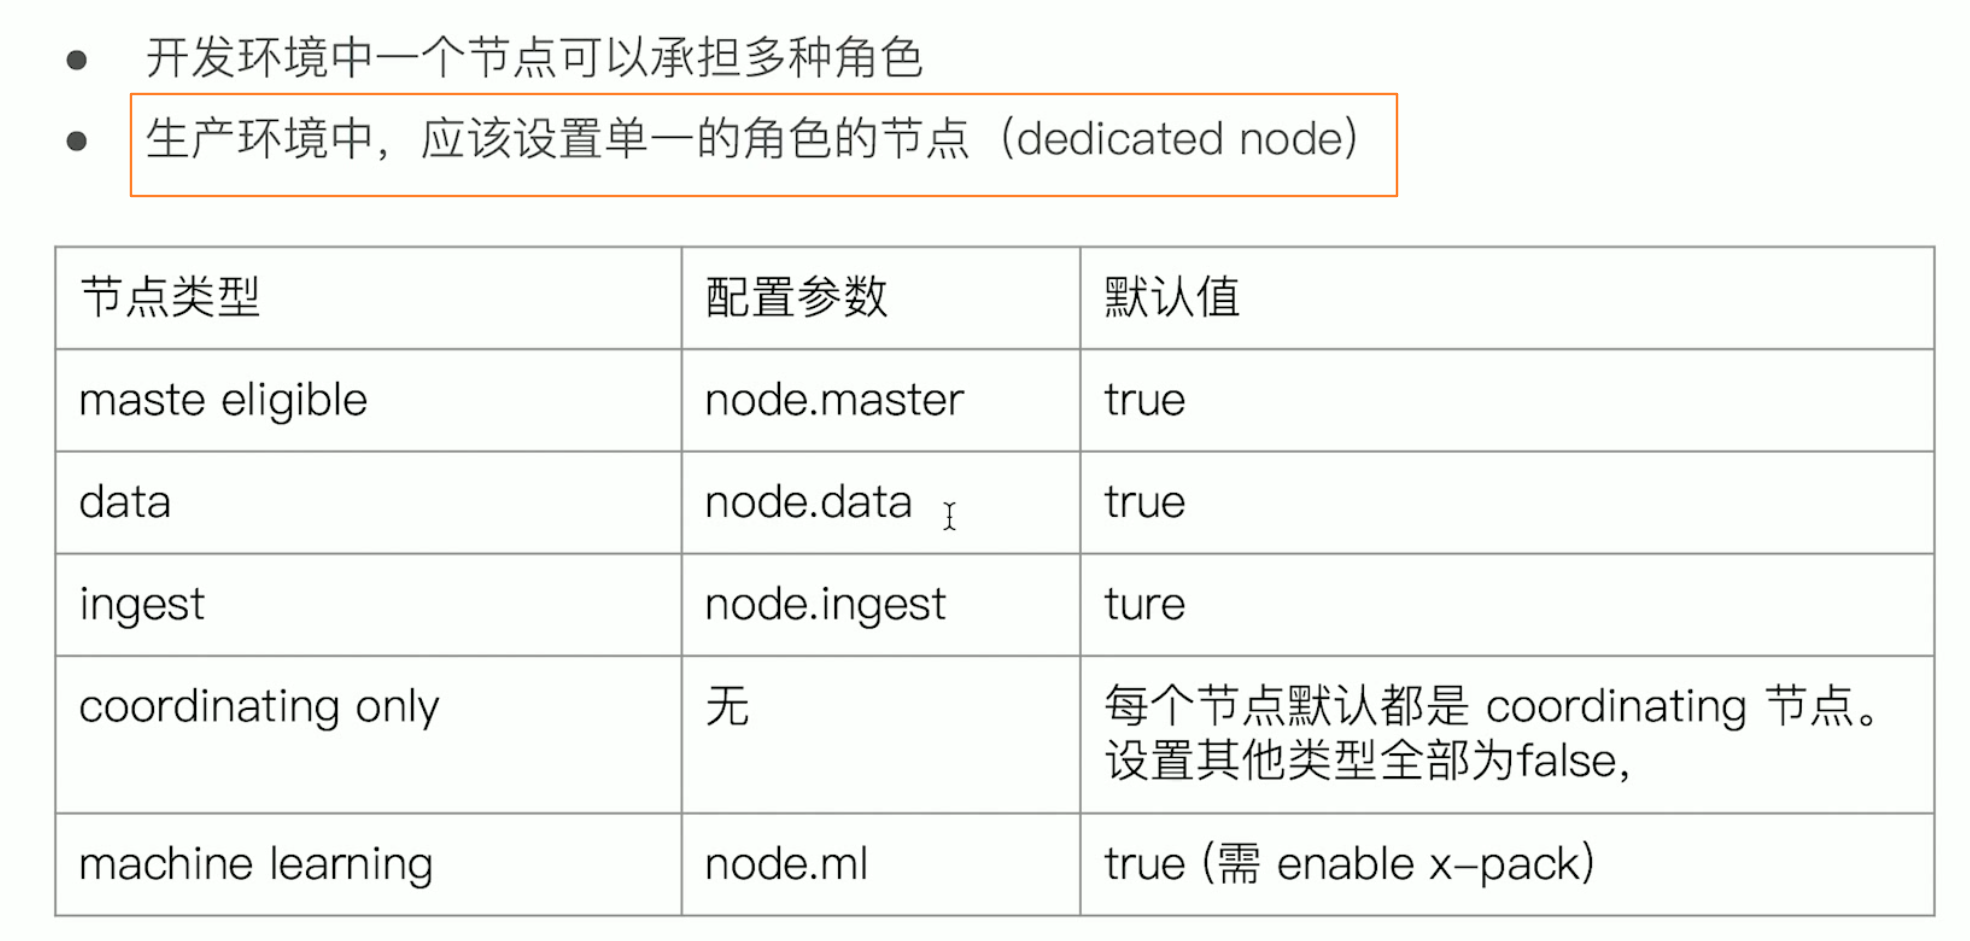 开发环境中一个节点可以承担多种角色
生产环境中，应该设置单一的角色的节点（dedicated node）
节点类型 配置参数 默认值
maste eligible node.master true
data node.data true
ingest node.ingest ture
coordinating only 无 每个节点默认都是 coordinating 节点。
设置其他类型全部为false,
machine learning node.ml true (需 enable x-pack)